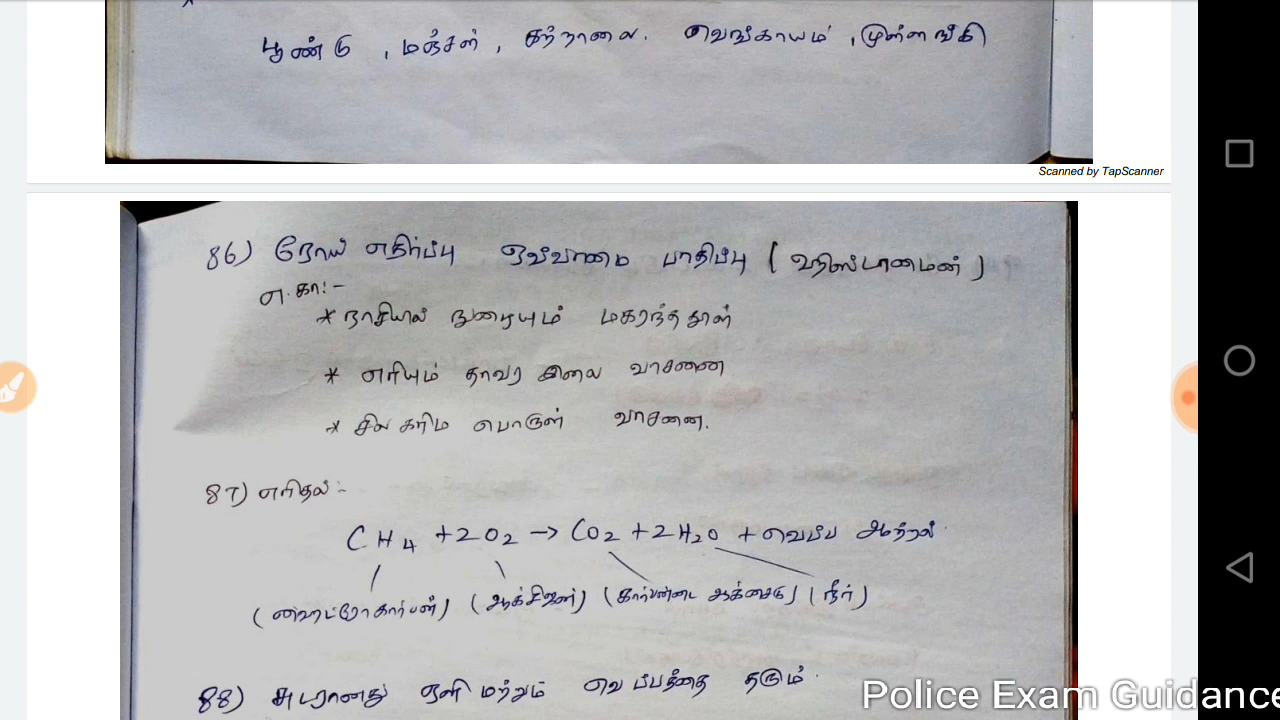 பூண்டு , மஞ்சள் , கற்றாலை. வெங்காயம் , முள்ளங்கி
Scanned by TapScanner
86) நோய் எதிர்ப்பு ஒவ்வாமை பாதிப்பு ( ஹிஸ்டாமைன் )
எ.கா:-
* நாசியில் நுரையும் மகரந்த தூள்
* எரியும் தாவர இலை வாசனை
* சில கரிம பொருள் வாசனை.
87) எரிதல் :-
CH4 + 2O2 → CO2 + 2H2O + வெப்ப ஆற்றல்
( ஹைட்ரோகார்பன் ) ( ஆக்சிஜன் ) ( கார்பன்டை ஆக்சைடு ) ( நீர் )
88) சுடரானது ஒளி மற்றும் வெப்பத்தை தரும்.
Police Exam Guidance